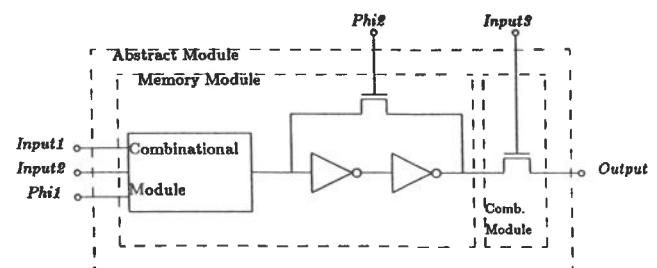 Phi2
Input3
Abstract Module
Memory Module
Input1
Combinational
Input2
Output
Phi1
Module
Comb.
Module